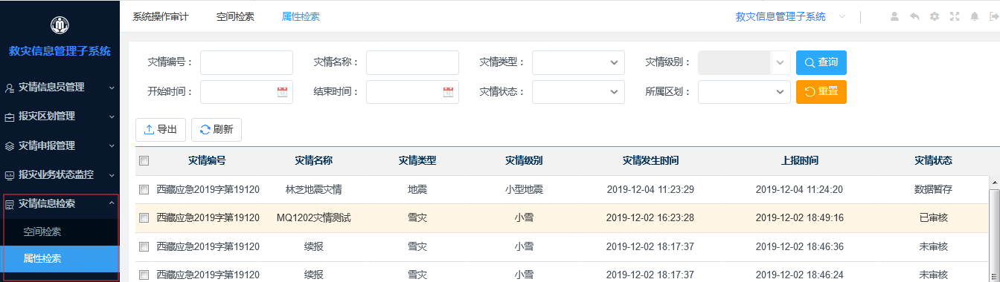 系统操作审计 空间检索 属性检索 救灾信息管理子系统
救灾信息管理子系统
灾情信息员管理
报灾区划管理
灾情申报管理
报灾业务状态监控
灾情信息检索
空间检索
属性检索
灾情编号： 灾情名称： 灾情类型： 灾情级别： 查询
开始时间： 结束时间： 灾情状态： 所属区划： 重置
导出 刷新
灾情编号 灾情名称 灾情类型 灾情级别 灾情发生时间 上报时间 灾情状态
西藏应急2019字第19120 林芝地震灾情 地震 小型地震 2019-12-04 11:23:29 2019-12-04 11:24:20 数据暂存
西藏应急2019字第19120 MQ1202灾情测试 雪灾 小雪 2019-12-02 16:23:28 2019-12-02 18:49:16 已审核
西藏应急2019字第19120 续报 雪灾 小雪 2019-12-02 18:17:37 2019-12-02 18:46:36 未审核
西藏应急2019字第19120 续报 雪灾 小雪 2019-12-02 18:17:37 2019-12-02 18:46:24 未审核